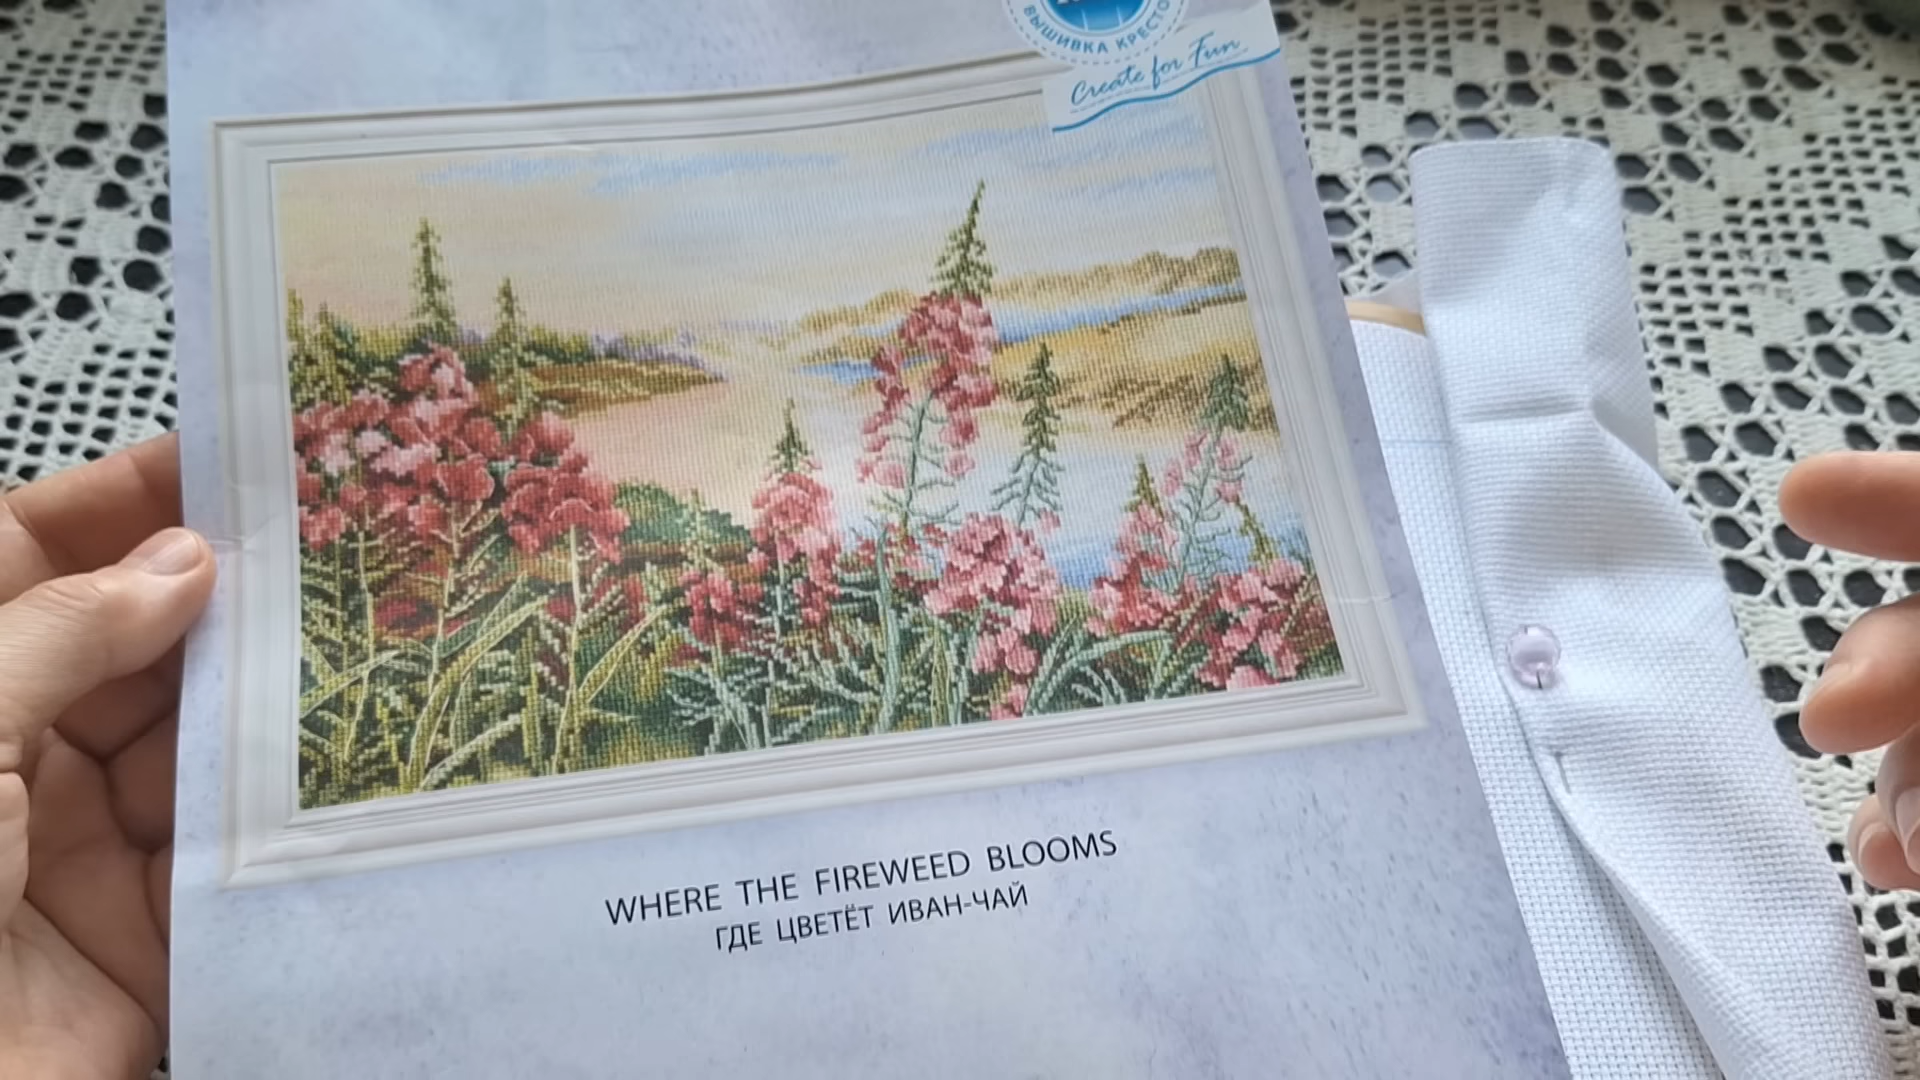 ВЫШИВКА КРЕСТО
Create for Fun
WHERE THE FIREWEED BLOOMS
ГДЕ ЦВЕТЁТ ИВАН-ЧАЙ